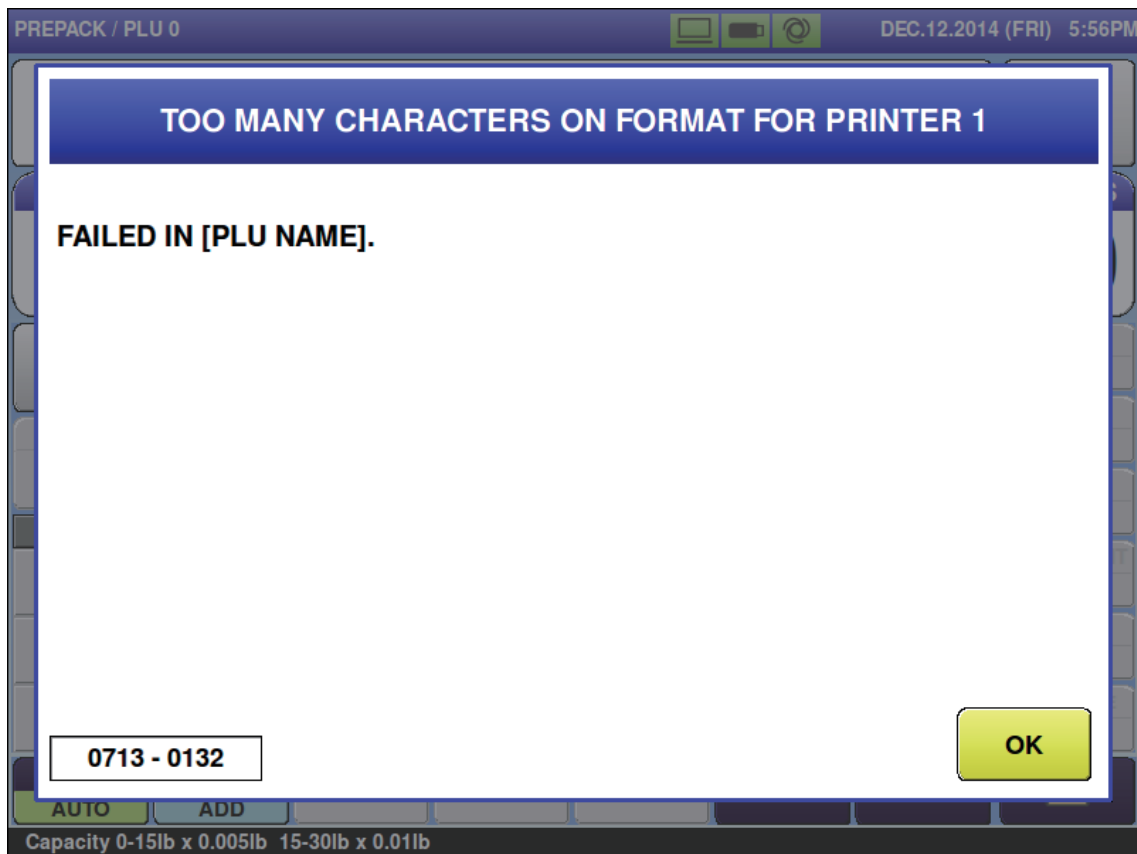 PREPACK / PLU 0 DEC.12.2014 (FRI) 5:56PM
TOO MANY CHARACTERS ON FORMAT FOR PRINTER 1
FAILED IN [PLU NAME].
0713 - 0132
OK
AUTO ADD
Capacity 0-15lb x 0.005lb 15-30lb x 0.01lb